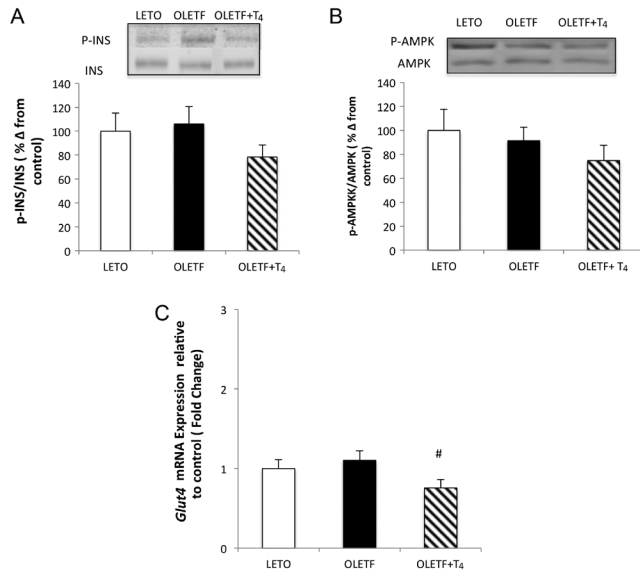 A
LETO OLETF OLETF+T4
P-INS
INS
p-INS/INS ( % Δ from control)
140
120
100
80
60
40
20
0
LETO OLETF OLETF+T4
B
LETO OLETF OLETF+T4
P-AMPK
AMPK
p-AMPKK/AMPK ( % Δ from control)
140
120
100
80
60
40
20
0
LETO OLETF OLETF+ T4
C
Glut4 mRNA Expression relative
to control ( Fold Change)
3
2
1
0
#
LETO OLETF OLETF+T4